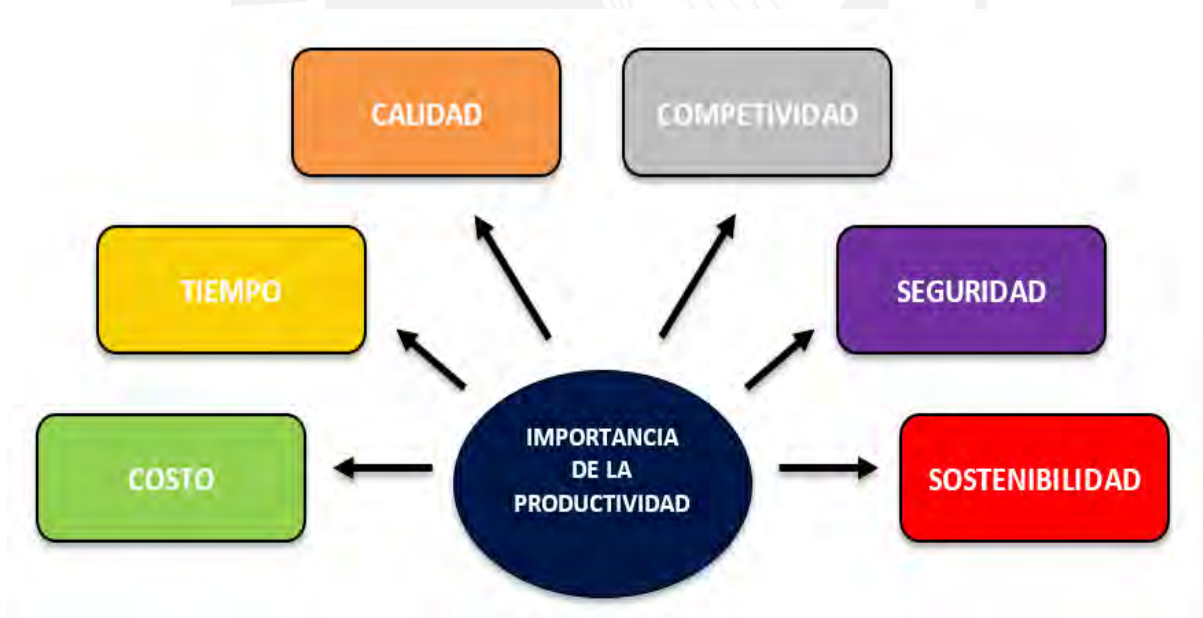 CALIDAD
COMPETIVIDAD
TIEMPO
SEGURIDAD
COSTO
IMPORTANCIA
DE LA
PRODUCTIVIDAD
SOSTENIBILIDAD